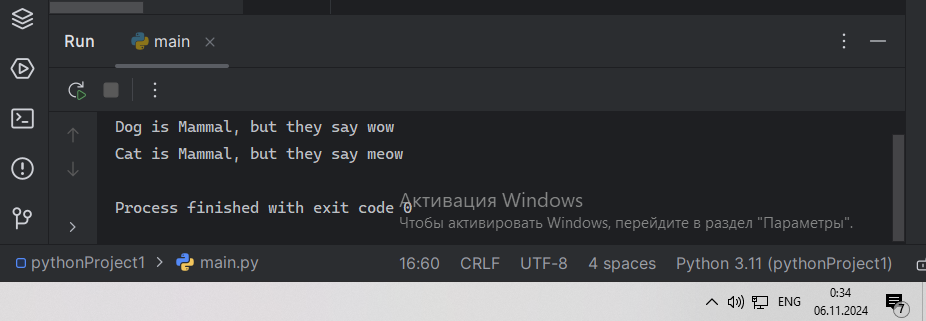 Run main
Dog is Mammal, but they say wow
Cat is Mammal, but they say meow
Process finished with exit code 0
Активация Windows
Чтобы активировать Windows, перейдите в раздел "Параметры".
pythonProject1 > main.py 16:60 CRLF UTF-8 4 spaces Python 3.11 (pythonProject1)
ENG 0:34
06.11.2024 7